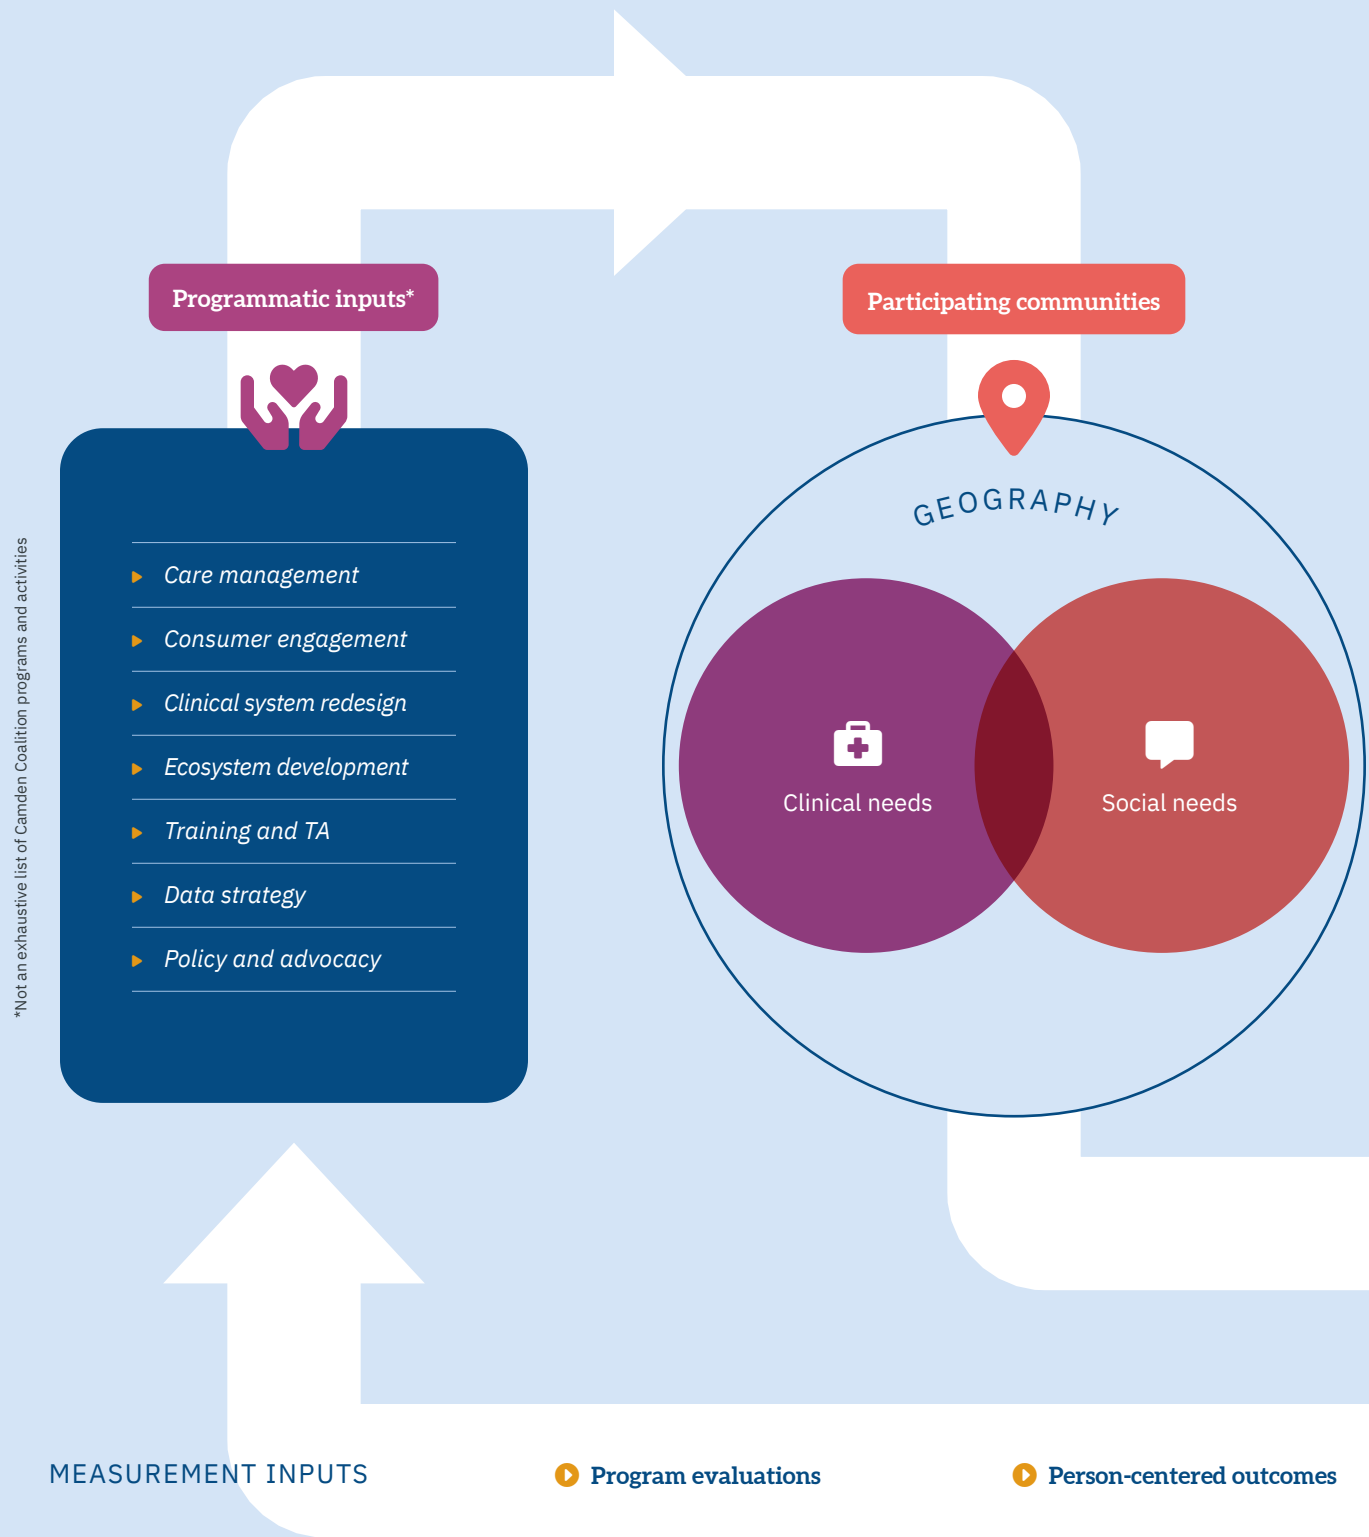 Programmatic inputs*
Care management
Consumer engagement
Clinical system redesign
Ecosystem development
Training and TA
Data strategy
Policy and advocacy
*Not an exhaustive list of Camden Coalition programs and activities
Participating communities
GEOGRAPHY
Clinical needs
Social needs
MEASUREMENT INPUTS
Program evaluations
Person-centered outcomes